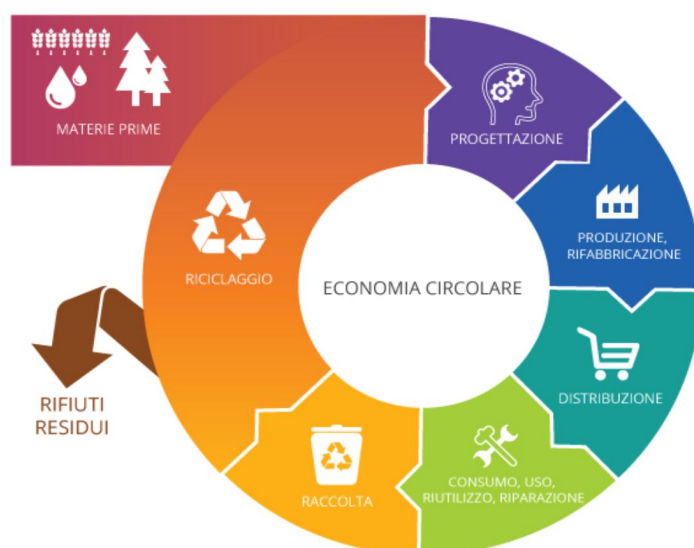 MATERIE PRIME
PROGETTAZIONE
PRODUZIONE,
RIFABBRICAZIONE
DISTRIBUZIONE
CONSUMO, USO,
RIUTILIZZO, RIPARAZIONE
RACCOLTA
RICICLAGGIO
RIFIUTI
RESIDUI
ECONOMIA CIRCOLARE